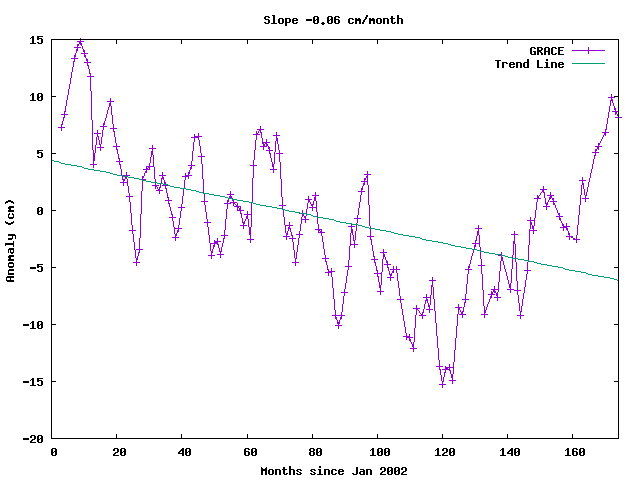 Slope -0.06 cm/month
GRACE
Trend Line
15
10
5
0
-5
-10
-15
-20
Anomaly (cm)
0 20 40 60 80 100 120 140 160
Months since Jan 2002